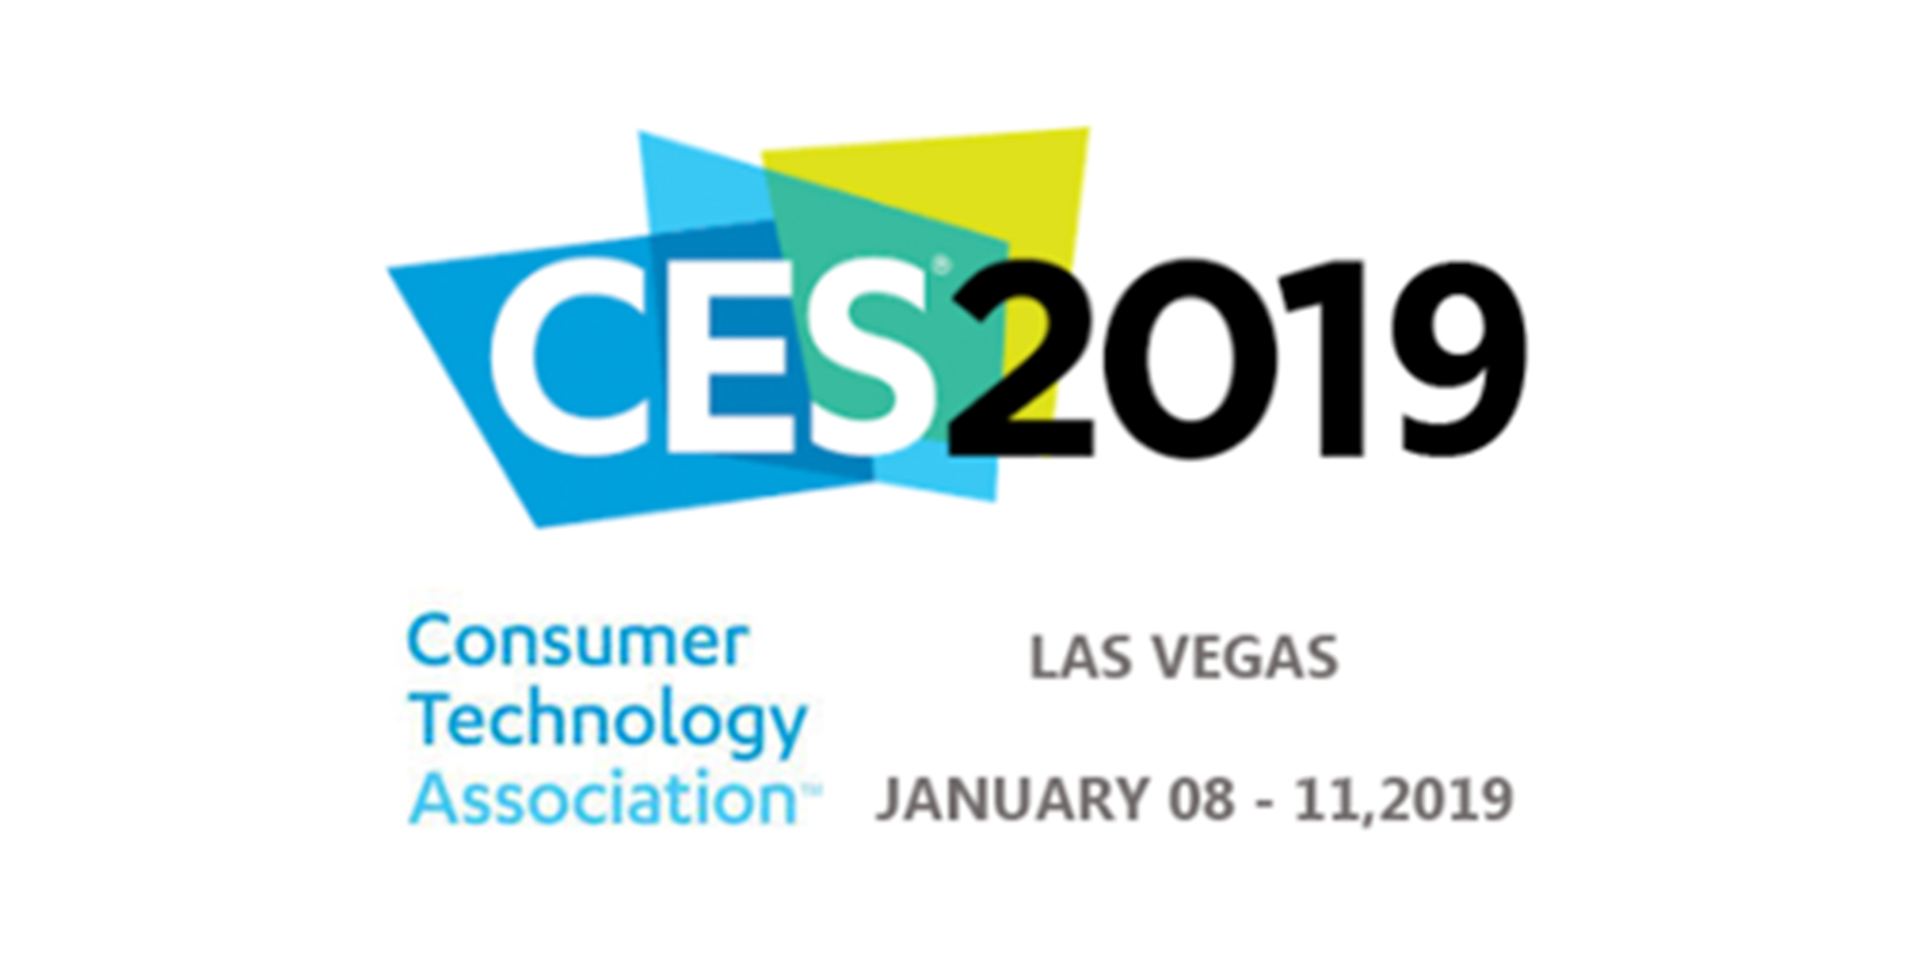 CES®2019
Consumer
Technology
Association™
LAS VEGAS
JANUARY 08 - 11,2019